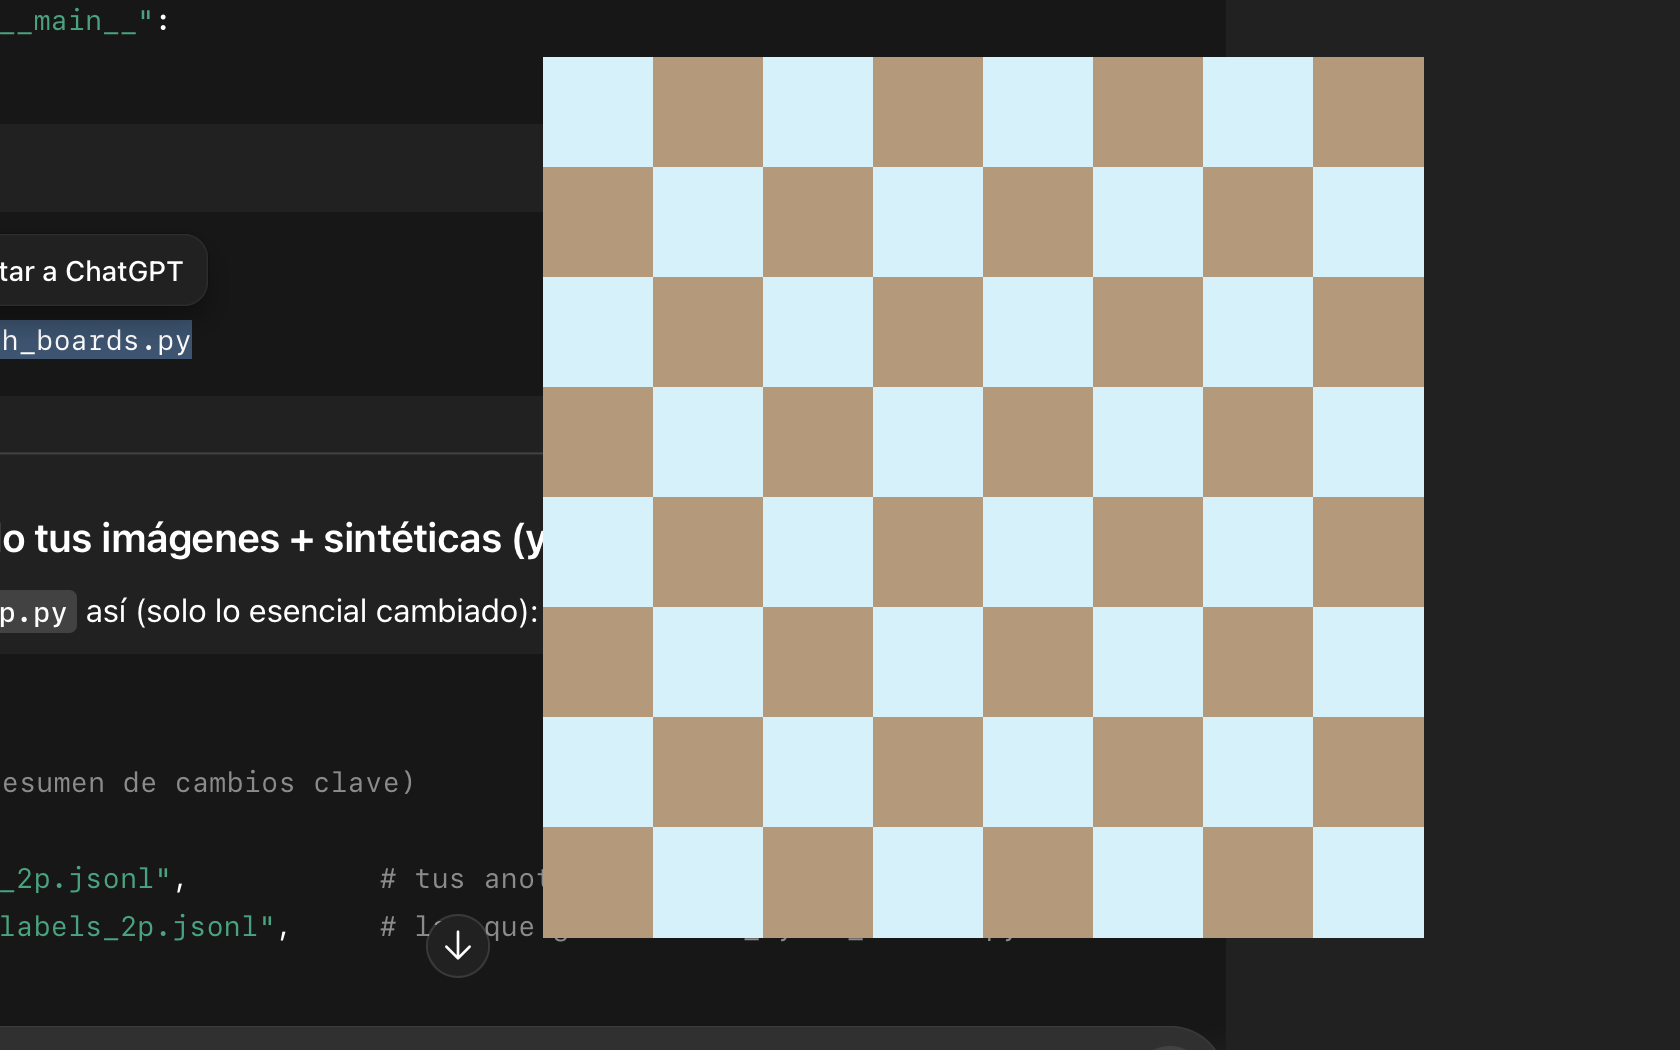 __main__":
tar a ChatGPT
h_boards.py
lo tus imágenes + sintéticas (y
p.py así (solo lo esencial cambiado):
esumen de cambios clave)
_2p.jsonl", # tus anot
labels_2p.jsonl", # que